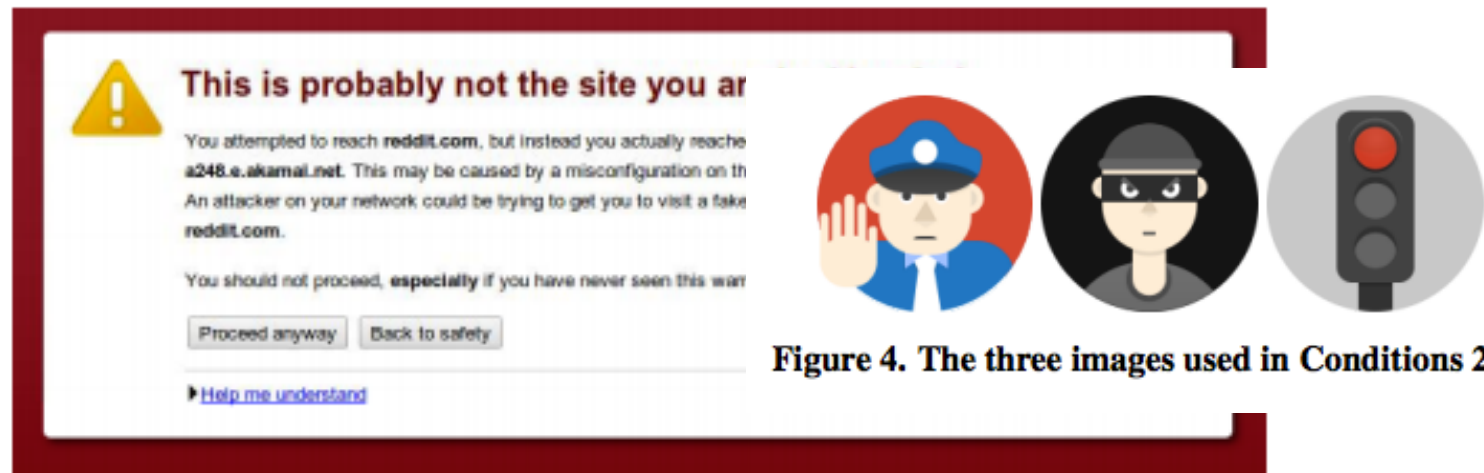 This is probably not the site you ar
You attempted to reach reddit.com, but instead you actually reache
a248.e.akamai.net. This may be caused by a misconfiguration on th
An attacker on your network could be trying to get you to visit a fake
reddit.com.
You should not proceed, especially if you have never seen this war
Proceed anyway Back to safety
Help me understand
Figure 4. The three images used in Conditions 2